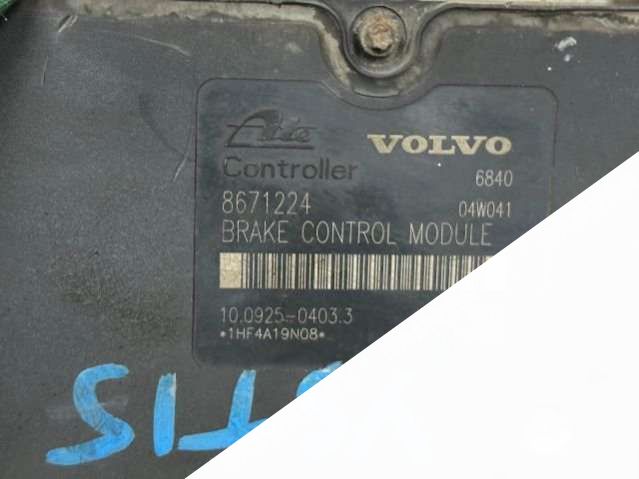 Ate VOLVO
Controller 6840
8671224 04W041
BRAKE CONTROL MODULE
10.0925-0403.3
*1HF4A19N08*